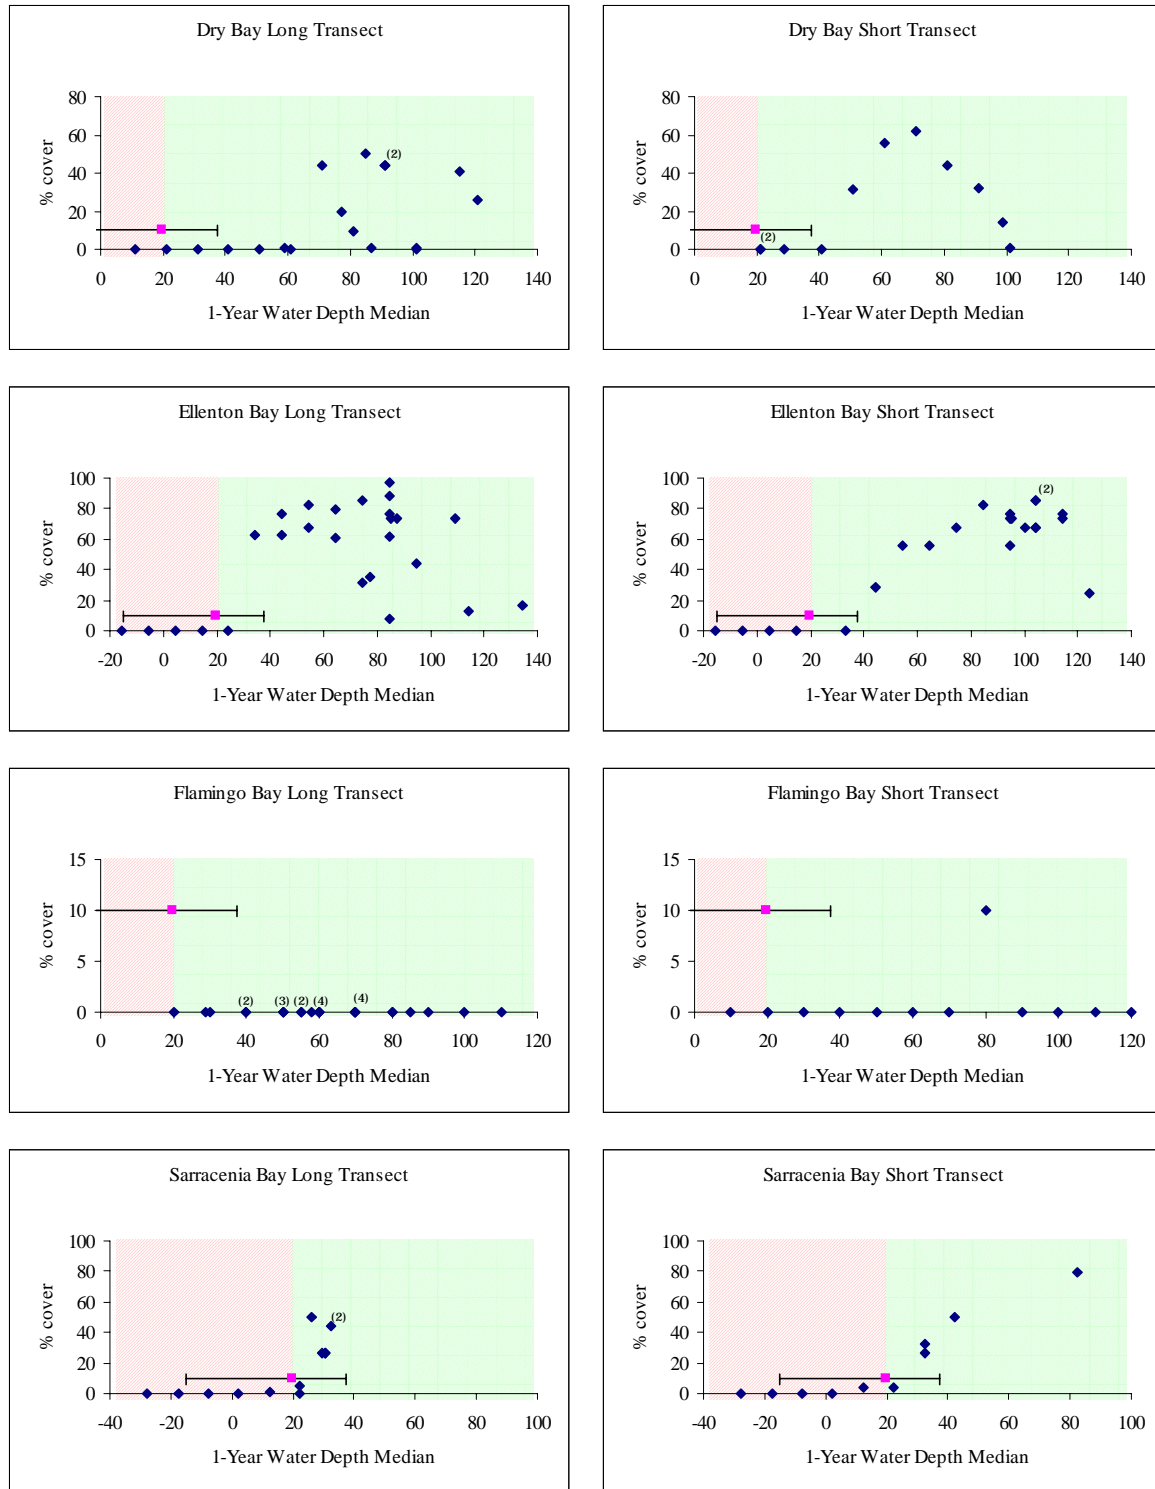 Dry Bay Long Transect
80
60
(2)
40
20
0
0 20 40 60 80 100 120 140
% cover
1-Year Water Depth Median
Dry Bay Short Transect
80
60
40
20
(2)
0
0 20 40 60 80 100 120 140
% cover
1-Year Water Depth Median
Ellenton Bay Long Transect
100
80
60
40
20
0
-20 0 20 40 60 80 100 120 140
% cover
1-Year Water Depth Median
Ellenton Bay Short Transect
100
(2)
80
60
40
20
0
-20 0 20 40 60 80 100 120 140
% cover
1-Year Water Depth Median
Flamingo Bay Long Transect
15
10
5
(2) (3) (2) (4) (4)
0
0 20 40 60 80 100 120
% cover
1-Year Water Depth Median
Flamingo Bay Short Transect
15
10
5
0
0 20 40 60 80 100 120
% cover
1-Year Water Depth Median
Sarracenia Bay Long Transect
100
80
60
(2)
40
20
0
-40 -20 0 20 40 60 80 100
% cover
1-Year Water Depth Median
Sarracenia Bay Short Transect
100
80
60
40
20
0
-40 -20 0 20 40 60 80 100
% cover
1-Year Water Depth Median